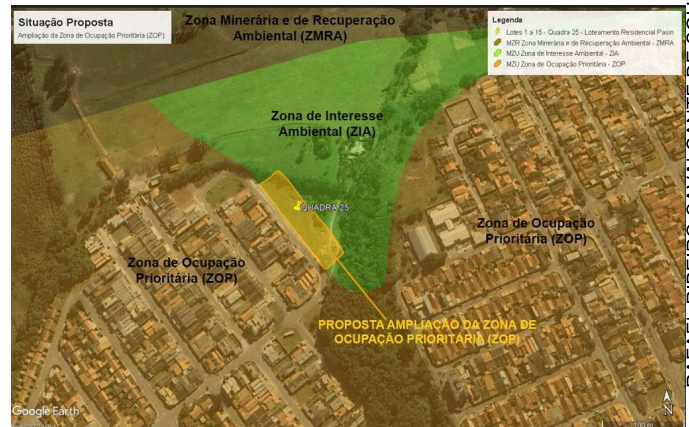 Situação Proposta
Ampliação da Zona de Ocupação Prioritária (ZOP)
Zona Minerária e de Recuperação
Ambiental (ZMRA)
Legenda
Lotes 1 a 15 - Quadra 25 - Loteamento Residencial Pasin
MZR Zona Minerária e de Recuperação Ambiental - ZMRA
MZU Zona de Interesse Ambiental - ZIA
MZU Zona de Ocupação Prioritária - ZOP
Zona de Interesse
Ambiental (ZIA)
QUADRA 25
Zona de Ocupação
Prioritária (ZOP)
Zona de Ocupação
Prioritária (ZOP)
PROPOSTA AMPLIAÇÃO DA ZONA DE
OCUPAÇÃO PRIORITÁRIA (ZOP)
Google Earth
N
100 m